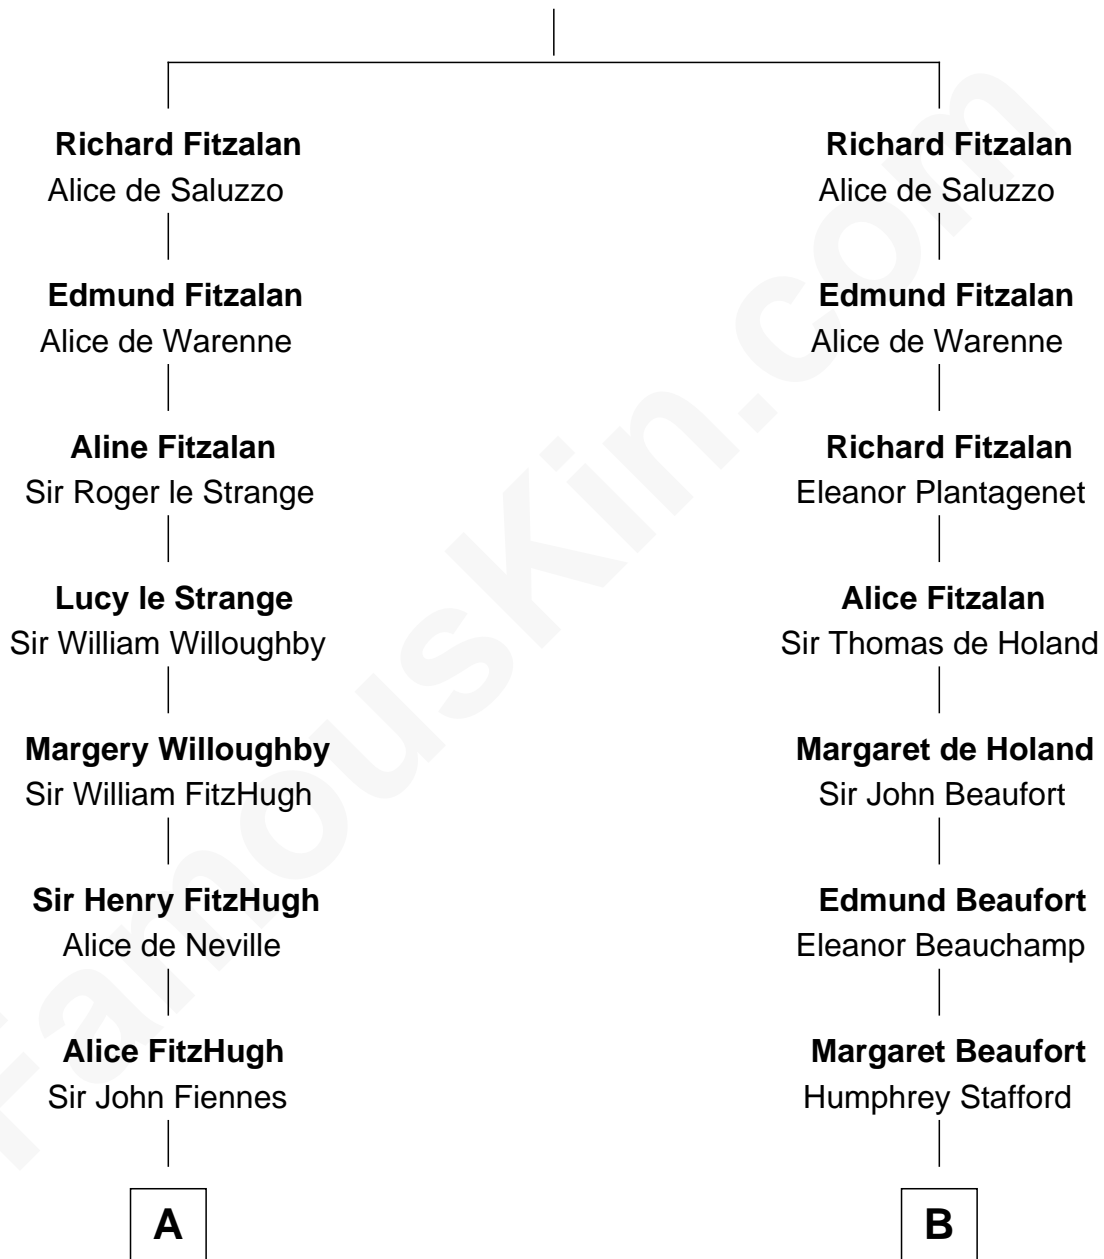 Richard Fitzalan
Alice de Saluzzo
Edmund Fitzalan
Alice de Warenne
Aline Fitzalan
Sir Roger le Strange
Lucy le Strange
Sir William Willoughby
Margery Willoughby
Sir William FitzHugh
Sir Henry FitzHugh
Alice de Neville
Alice FitzHugh
Sir John Fiennes
A
Richard Fitzalan
Alice de Saluzzo
Edmund Fitzalan
Alice de Warenne
Richard Fitzalan
Eleanor Plantagenet
Alice Fitzalan
Sir Thomas de Holand
Margaret de Holand
Sir John Beaufort
Edmund Beaufort
Eleanor Beauchamp
Margaret Beaufort
Humphrey Stafford
B
FamousKin.com